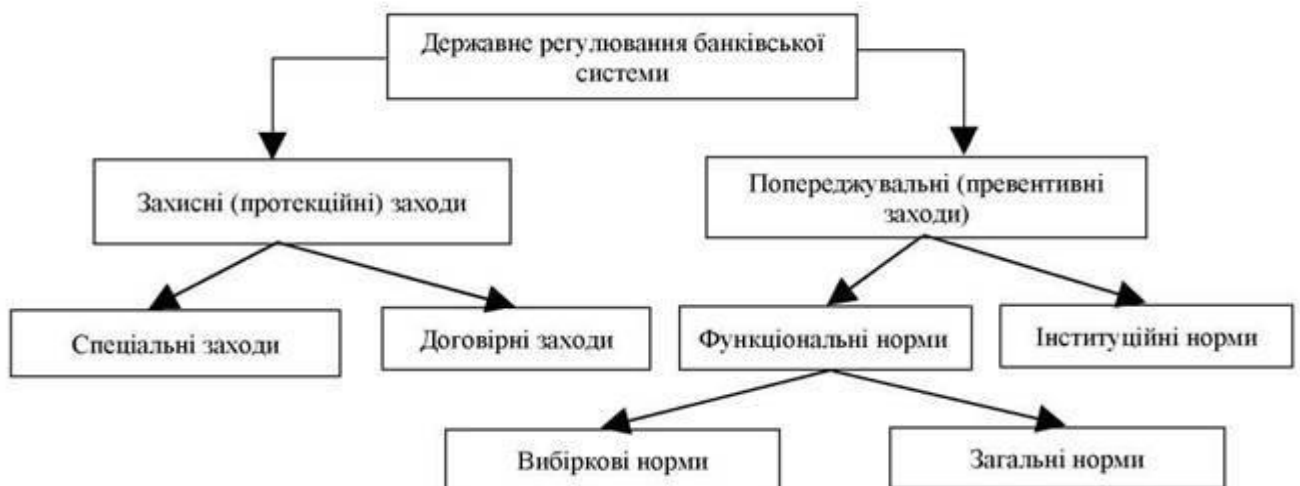 Державне регулювання банківської
системи
Захисні (протекційні) заходи
Попереджувальні (превентивні
заходи)
Спеціальні заходи
Договірні заходи
Функціональні норми
Інституційні норми
Вибіркові норми
Загальні норми